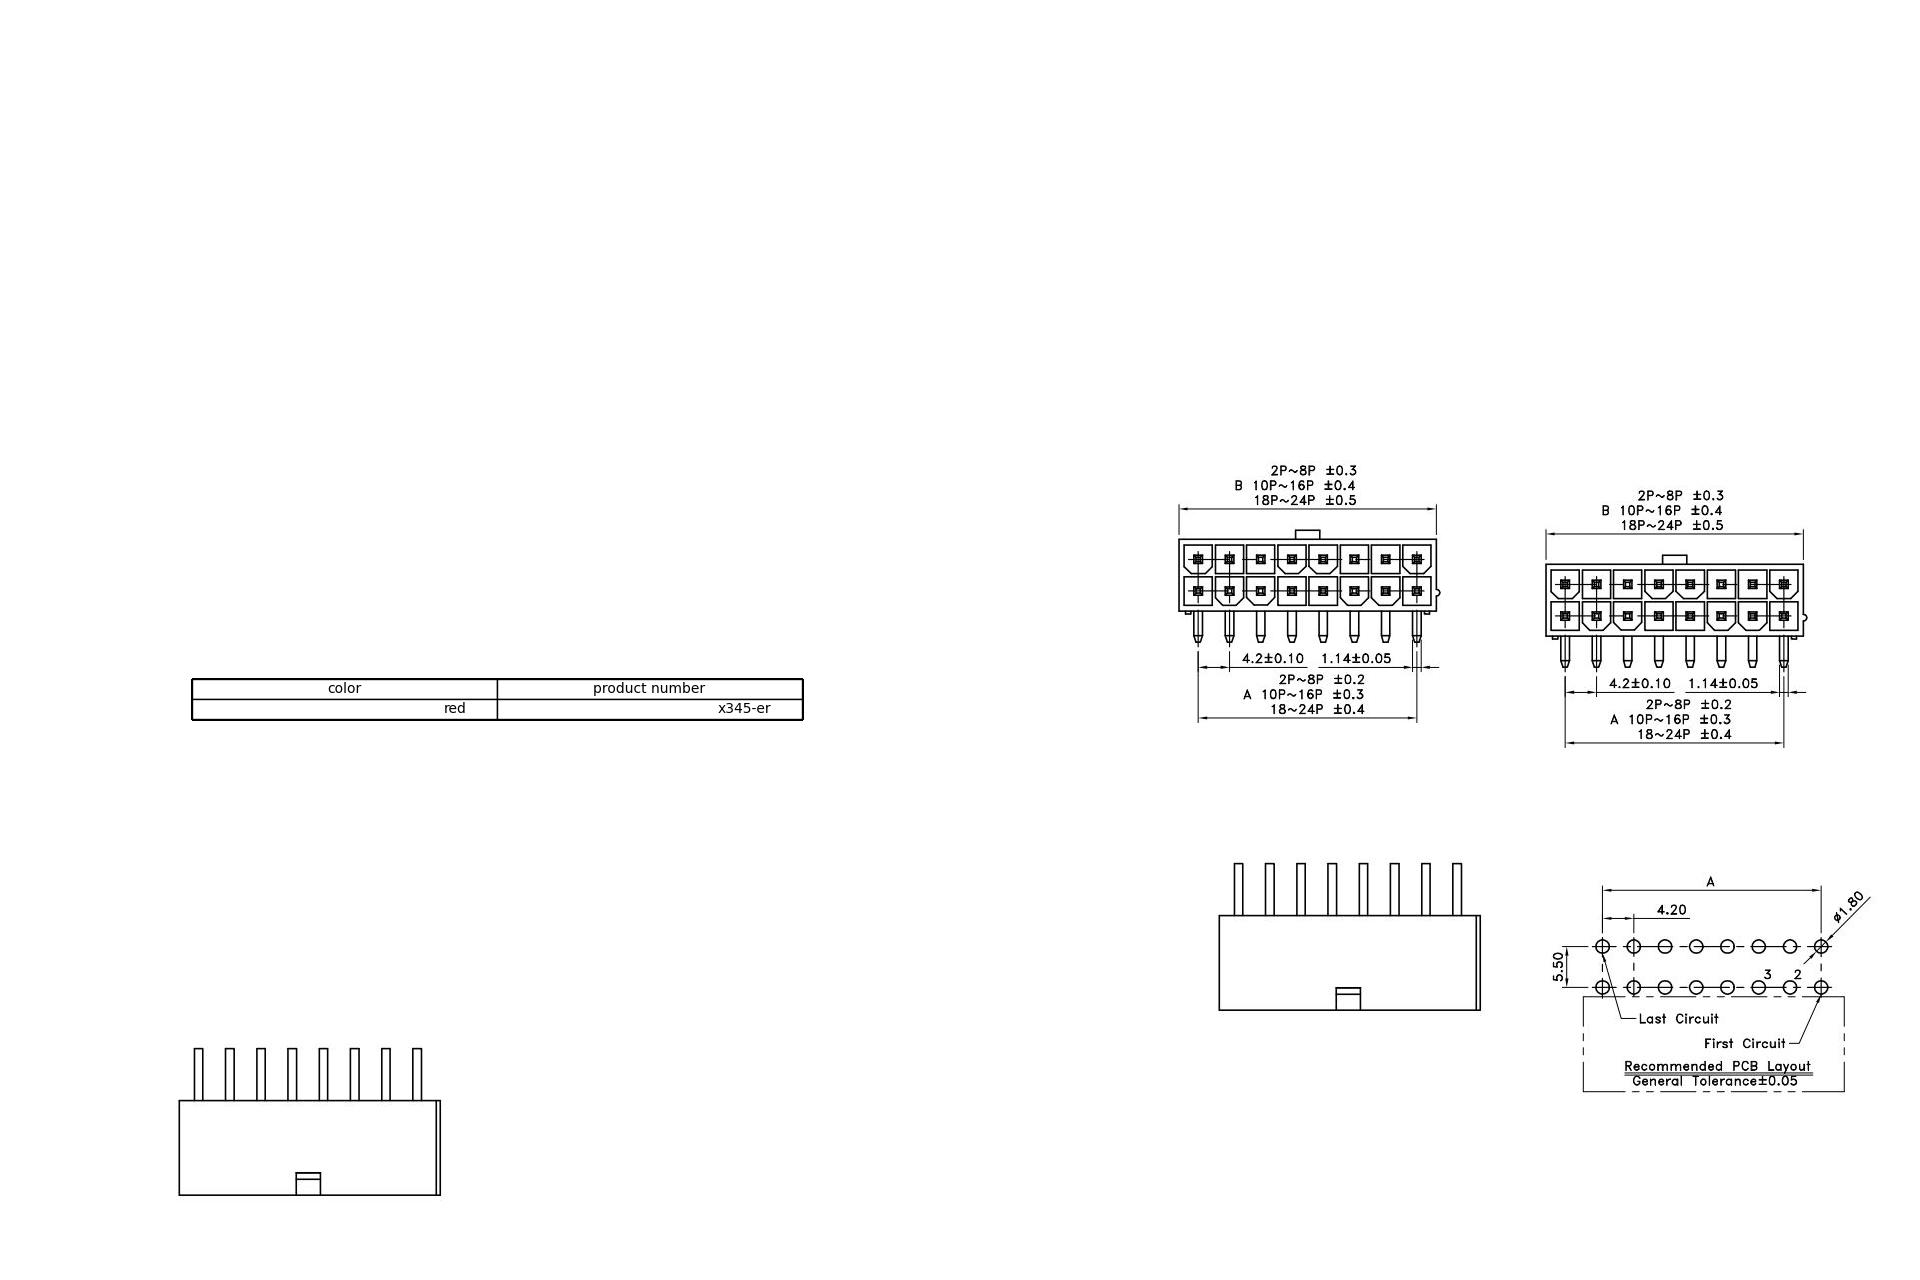 2P~8P ±0.3
B 10P~16P ±0.4
18P~24P ±0.5
4.2±0.10 1.14±0.05
2P~8P ±0.2
A 10P~16P ±0.3
18~24P ±0.4
2P~8P ±0.3
B 10P~16P ±0.4
18P~24P ±0.5
4.2±0.10 1.14±0.05
2P~8P ±0.2
A 10P~16P ±0.3
18~24P ±0.4
color product number
red x345-er
A
4.20
ø1.80
5.50
3 2
Last Circuit
First Circuit
Recommended PCB Layout
General Tolerance±0.05